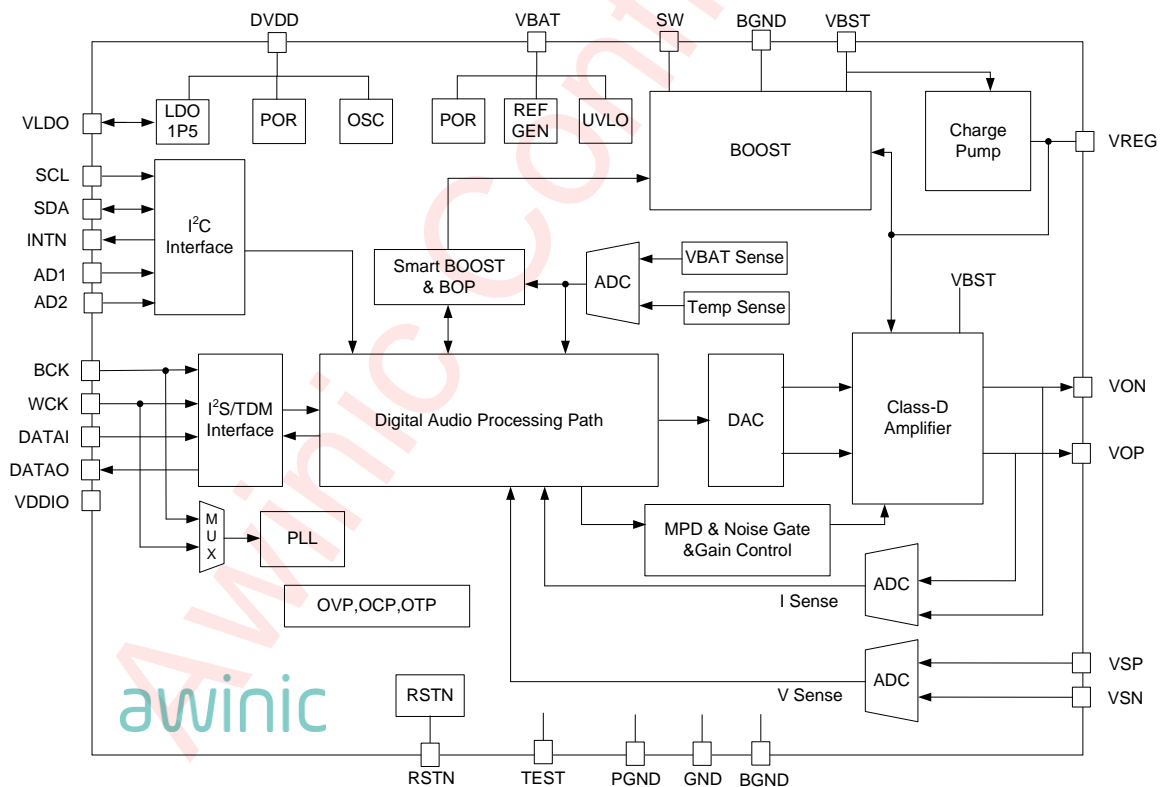 DVDD
VBAT
SW
BGND
VBST
VLDO
LDO
1P5
POR
OSC
POR
REF
GEN
UVLO
BOOST
Charge
Pump
VREG
SCL
SDA
INTN
AD1
AD2
I²C
Interface
Smart BOOST
& BOP
ADC
VBAT Sense
Temp Sense
VBST
BCK
WCK
DATAI
DATAO
VDDIO
I²S/TDM
Interface
Digital Audio Processing Path
DAC
Class-D
Amplifier
VON
VOP
M
U
X
PLL
MPD & Noise Gate
&Gain Control
ADC
I Sense
OVP,OCP,OTP
ADC
V Sense
VSP
VSN
awinic
RSTN
RSTN
TEST
PGND
GND
BGND